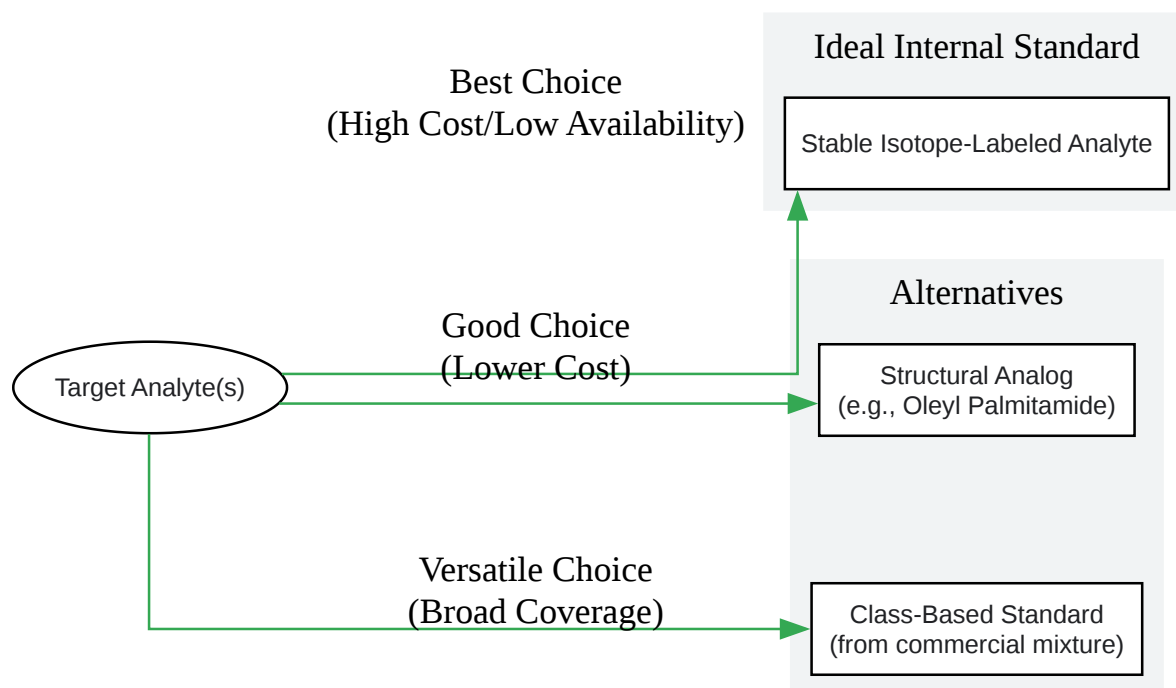 Ideal Internal Standard
Best Choice
(High Cost/Low Availability)
Stable Isotope-Labeled Analyte
Alternatives
Good Choice
(Lower Cost)
Target Analyte(s)
Structural Analog
(e.g., Oleyl Palmitamide)
Versatile Choice
(Broad Coverage)
Class-Based Standard
(from commercial mixture)